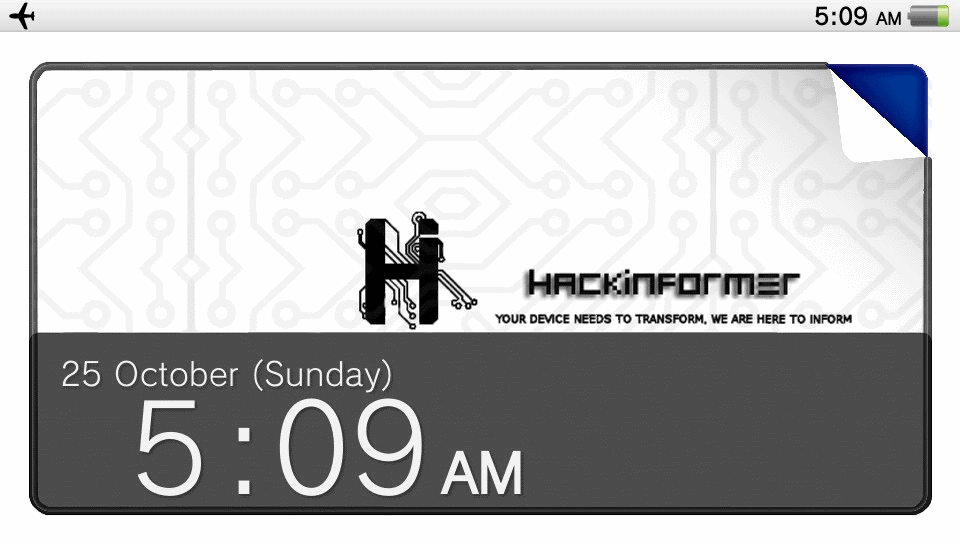 5:09 AM
H
HACKINFORMER
YOUR DEVICE NEEDS TO TRANSFORM, WE ARE HERE TO INFORM
25 October (Sunday)
5:09 AM